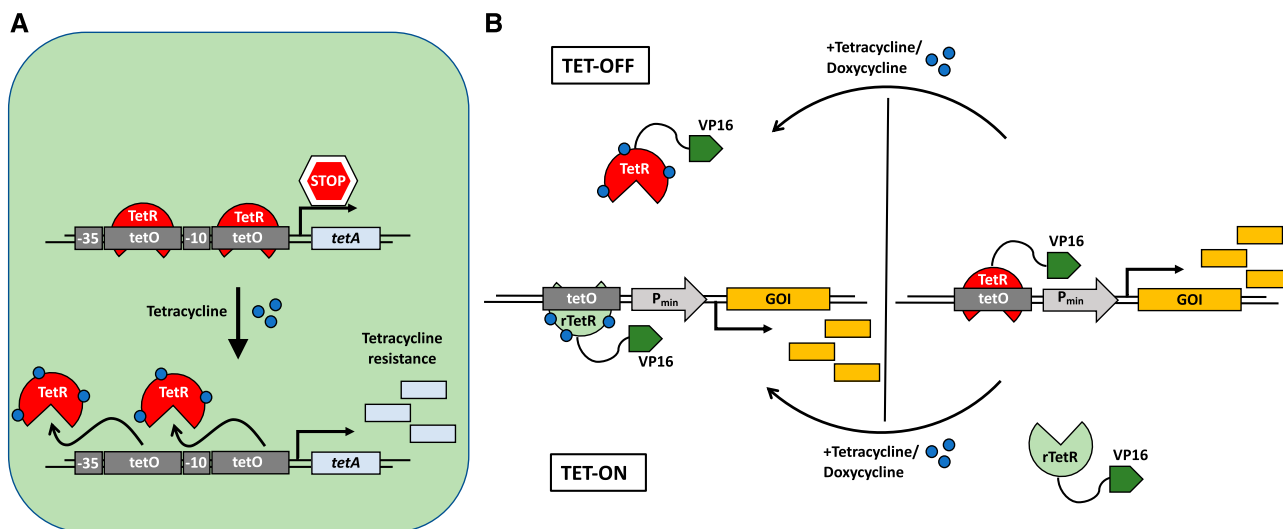 A
STOP
TetR
TetR
-35
tetO
-10
tetO
tetA
Tetracycline
Tetracycline
resistance
TetR
TetR
-35
tetO
-10
tetO
tetA
B
TET-OFF
+Tetracycline/
Doxycycline
VP16
TetR
tetO
Pmin
GOI
rTetR
VP16
VP16
TetR
tetO
Pmin
GOI
TET-ON
+Tetracycline/
Doxycycline
rTetR
VP16